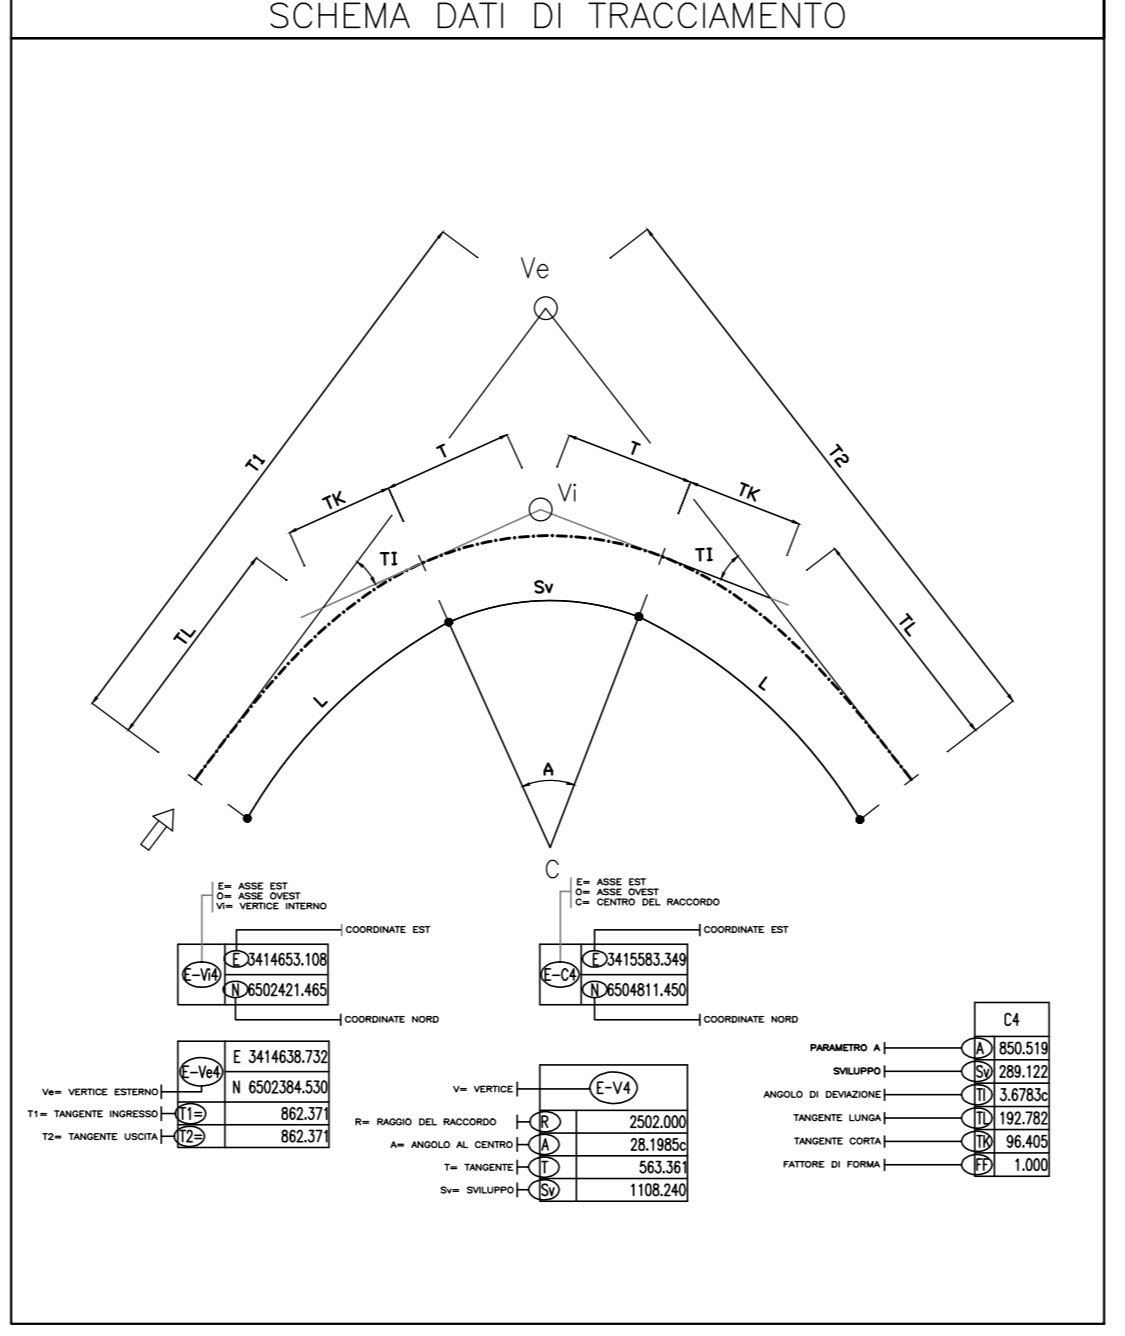 SCHEMA DATI DI TRACCIAMENTO
Ve
T1
T2
T
T
TK
TK
Vi
TI
TI
TL
TL
Sv
L
L
A
C
E= ASSE EST
O= ASSE OVEST
Vi= VERTICE INTERNO
COORDINATE EST
E-Vi4
E 3414653.108
N 6502421.465
COORDINATE NORD
E= ASSE EST
O= ASSE OVEST
C= CENTRO DEL RACCORDO
COORDINATE EST
E-C4
E 3415583.349
N 6504811.450
COORDINATE NORD
E-Ve4
E 3414638.732
N 6502384.530
Ve= VERTICE ESTERNO
T1= TANGENTE INGRESSO T1= 862.371
T2= TANGENTE USCITA T2= 862.371
V= VERTICE E-V4
R= RAGGIO DEL RACCORDO R 2502.000
A= ANGOLO AL CENTRO A 28.1985c
T= TANGENTE T 563.361
Sv= SVILUPPO Sv 1108.240
C4
PARAMETRO A A 850.519
SVILUPPO Sv 289.122
ANGOLO DI DEVIAZIONE TI 3.6783c
TANGENTE LUNGA TL 192.782
TANGENTE CORTA TK 96.405
FATTORE DI FORMA FF 1.000